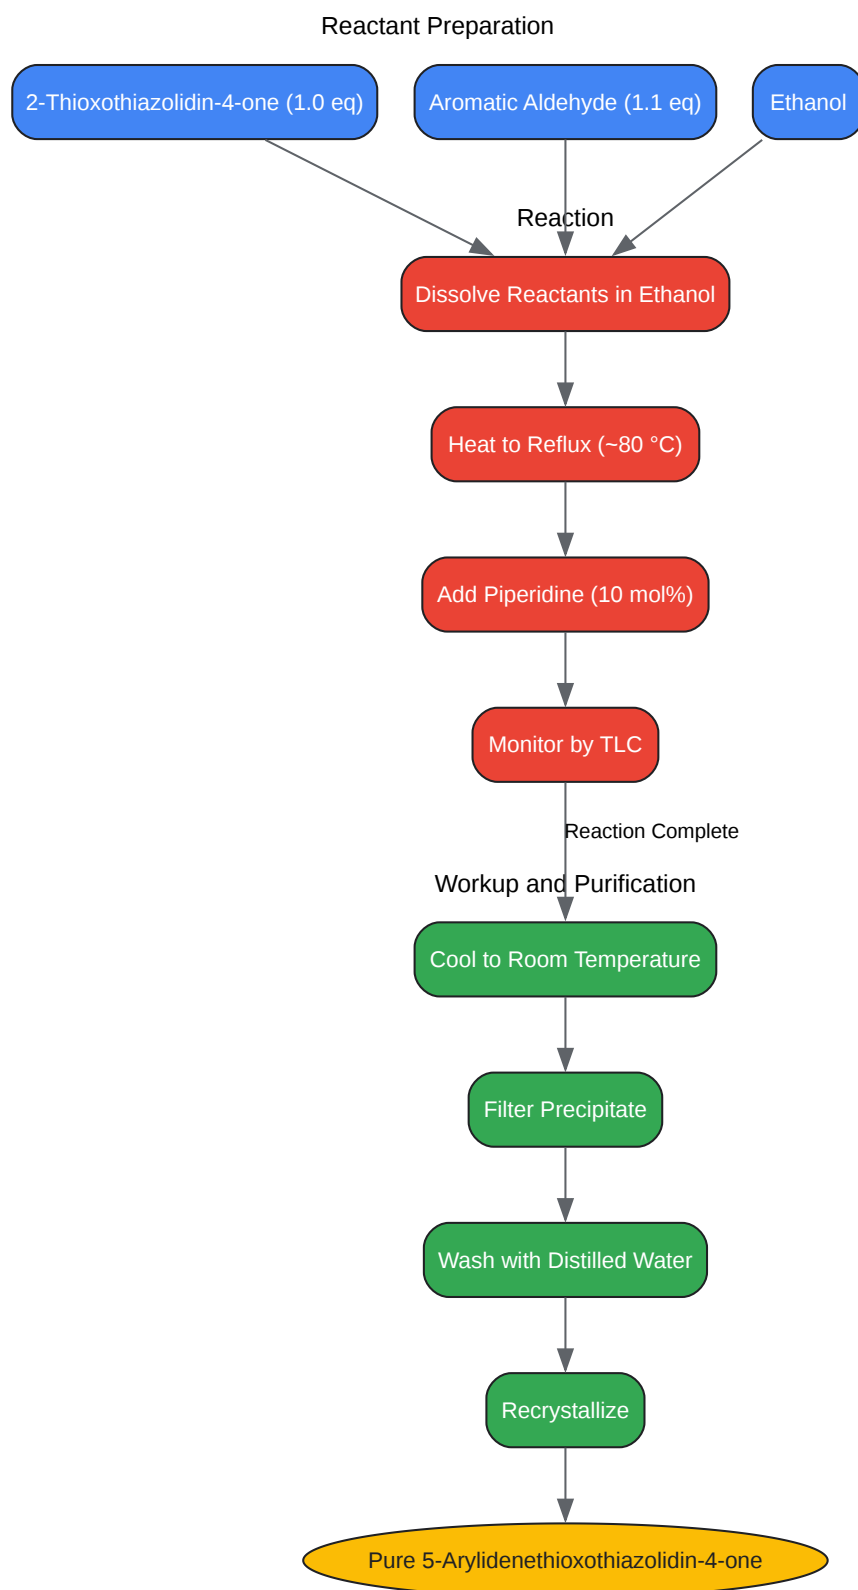 Reactant Preparation
2-Thioxothiazolidin-4-one (1.0 eq)
Aromatic Aldehyde (1.1 eq)
Ethanol
Reaction
Dissolve Reactants in Ethanol
Heat to Reflux (~80 °C)
Add Piperidine (10 mol%)
Monitor by TLC
Reaction Complete
Workup and Purification
Cool to Room Temperature
Filter Precipitate
Wash with Distilled Water
Recrystallize
Pure 5-Arylidenethioxothiazolidin-4-one